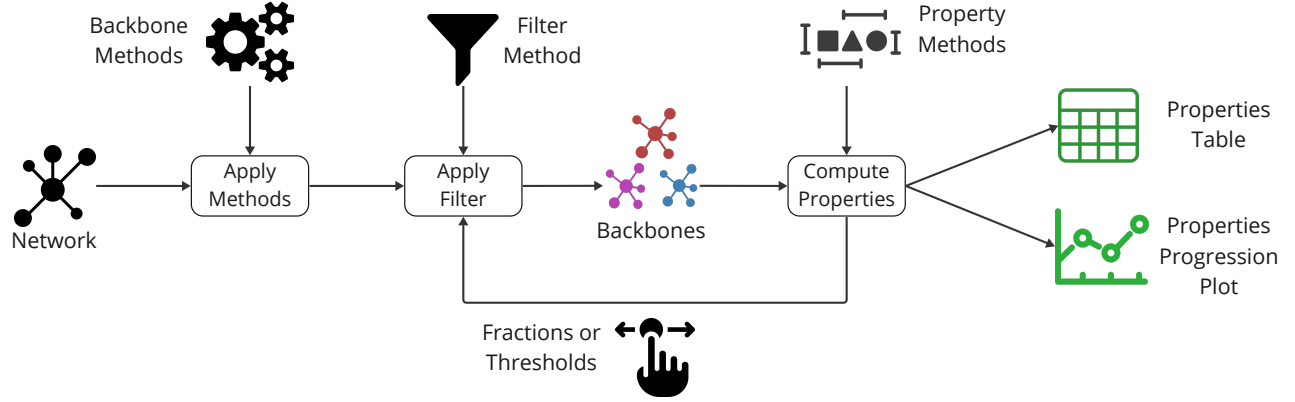 Backbone
Methods
Filter
Method
Property
Methods
Network
Apply
Methods
Apply
Filter
Backbones
Compute
Properties
Properties
Table
Properties
Progression
Plot
Fractions or
Thresholds